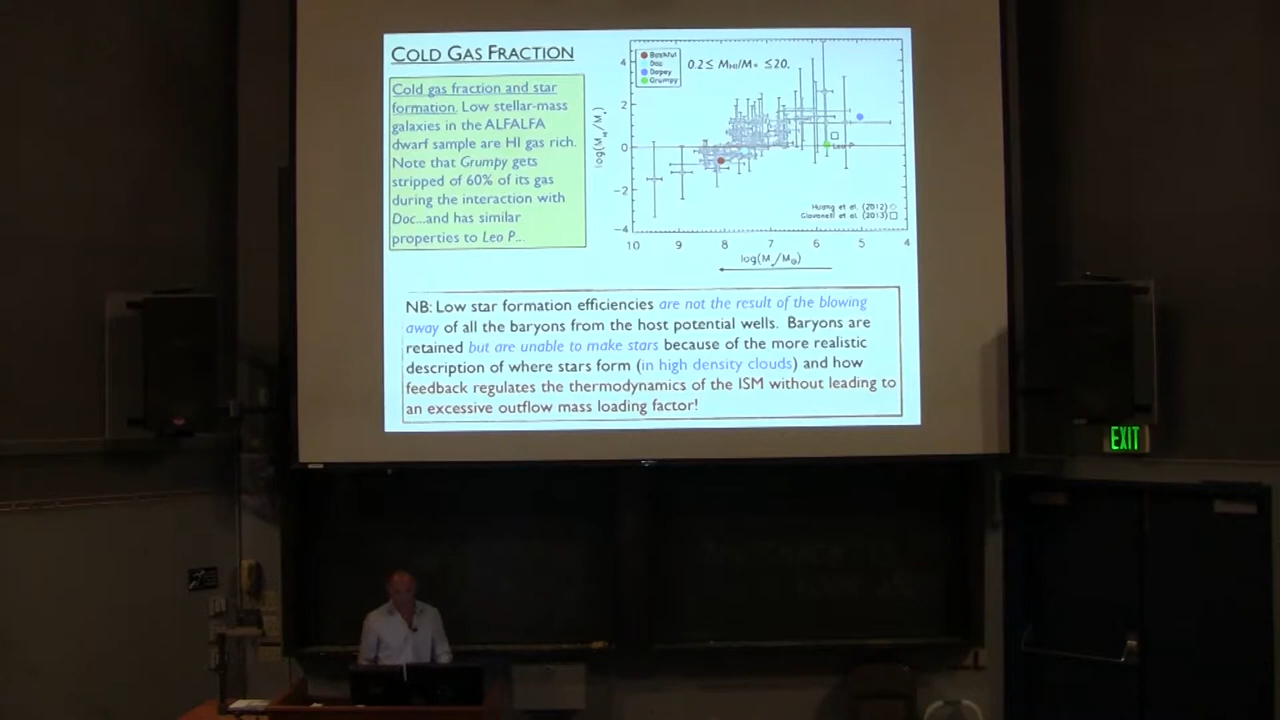 COLD GAS FRACTION
Cold gas fraction and star
formation. Low stellar-mass
galaxies in the ALFALFA
dwarf sample are HI gas rich.
Note that Grumpy gets
stripped of 60% of its gas
during the interaction with
Doc...and has similar
properties to Leo P...
Bashful
Doc
Dopey
Grumpy
0.2≤ MHI/M* ≤20.
4
2
0
−2
−4
Leo P
Huang et al. (2012)
Giovanelli et al. (2013)
10 9 8 7 6 5 4
NB: Low star formation efficiencies are not the result of the blowing
away of all the baryons from the host potential wells. Baryons are
retained but are unable to make stars because of the more realistic
description of where stars form (in high density clouds) and how
feedback regulates the thermodynamics of the ISM without leading to
an excessive outflow mass loading factor!
EXIT